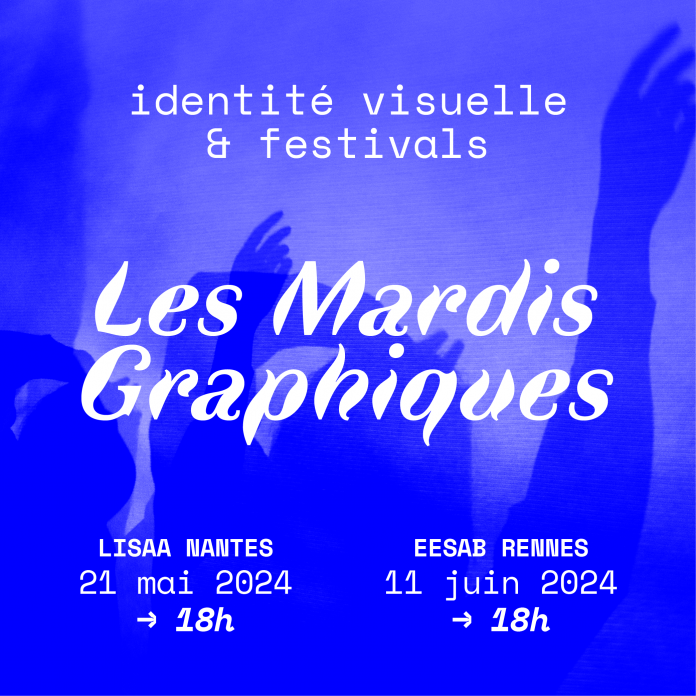 identité visuelle
& festivals
Les Mardis
Graphiques
LISAA NANTES
21 mai 2024
→ 18h
EESAB RENNES
11 juin 2024
→ 18h